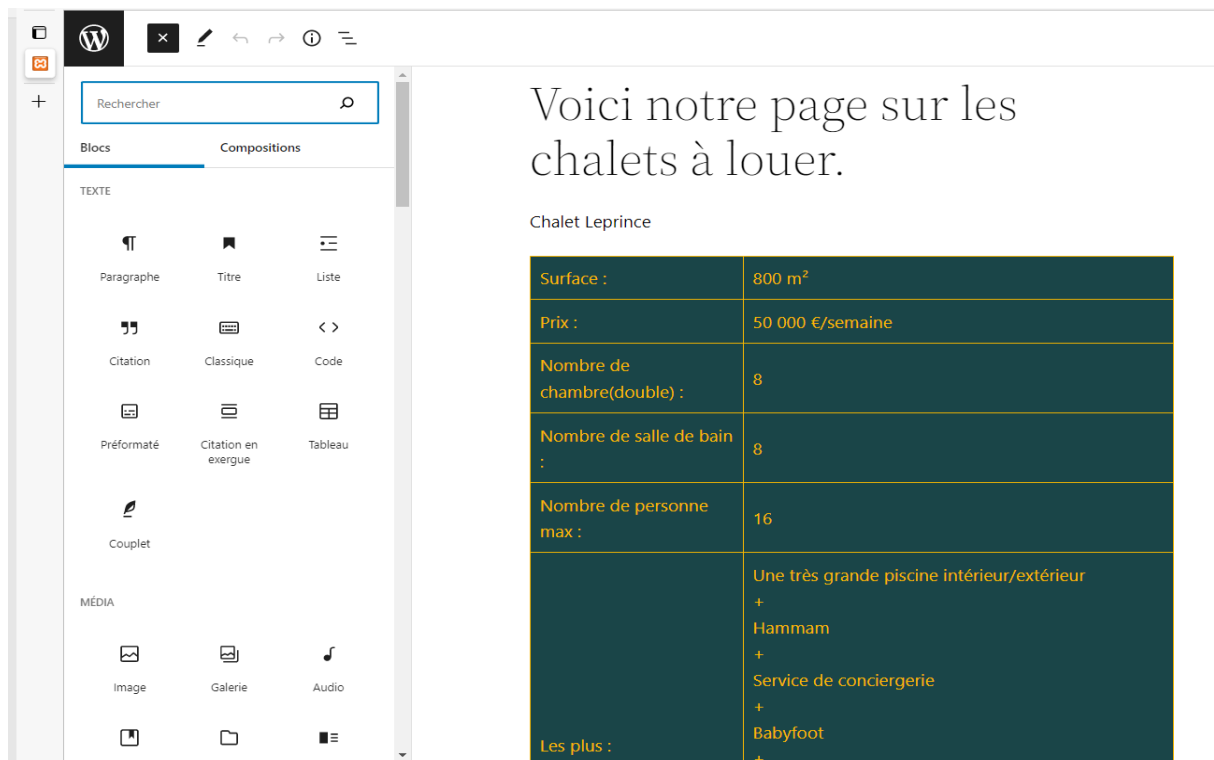 Rechercher
Blocs
Compositions
TEXTE
Paragraphe
Titre
Liste
Citation
Classique
Code
Préformaté
Citation en
exergue
Tableau
Couplet
MÉDIA
Image
Galerie
Audio
Voici notre page sur les
chalets à louer.
Chalet Leprince
Surface :
800 m²
Prix :
50 000 €/semaine
Nombre de
chambre(double) :
8
Nombre de salle de bain
:
8
Nombre de personne
max :
16
Les plus :
Une très grande piscine intérieur/extérieur
+
Hammam
+
Service de conciergerie
+
Babyfoot
+